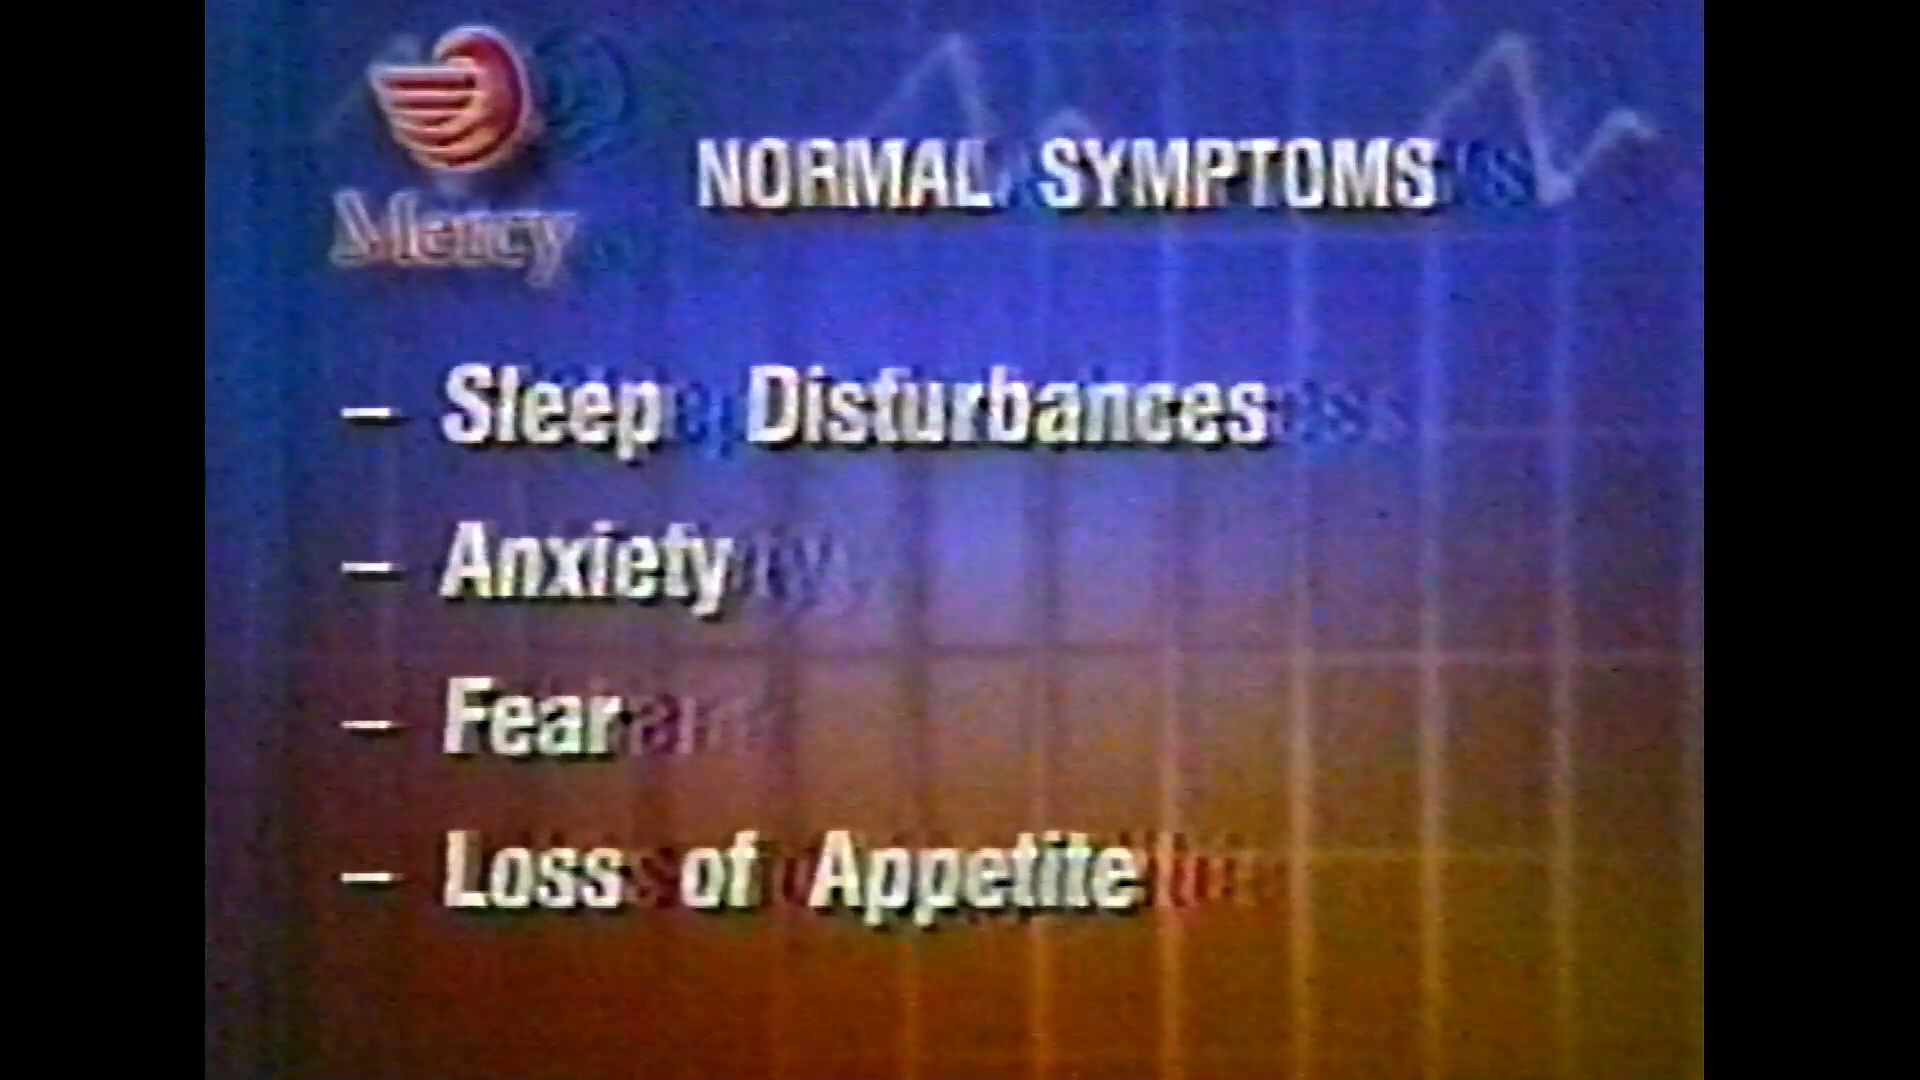 Mercy
NORMAL SYMPTOMS
– Sleep Disturbances
– Anxiety
– Fear
– Loss of Appetite